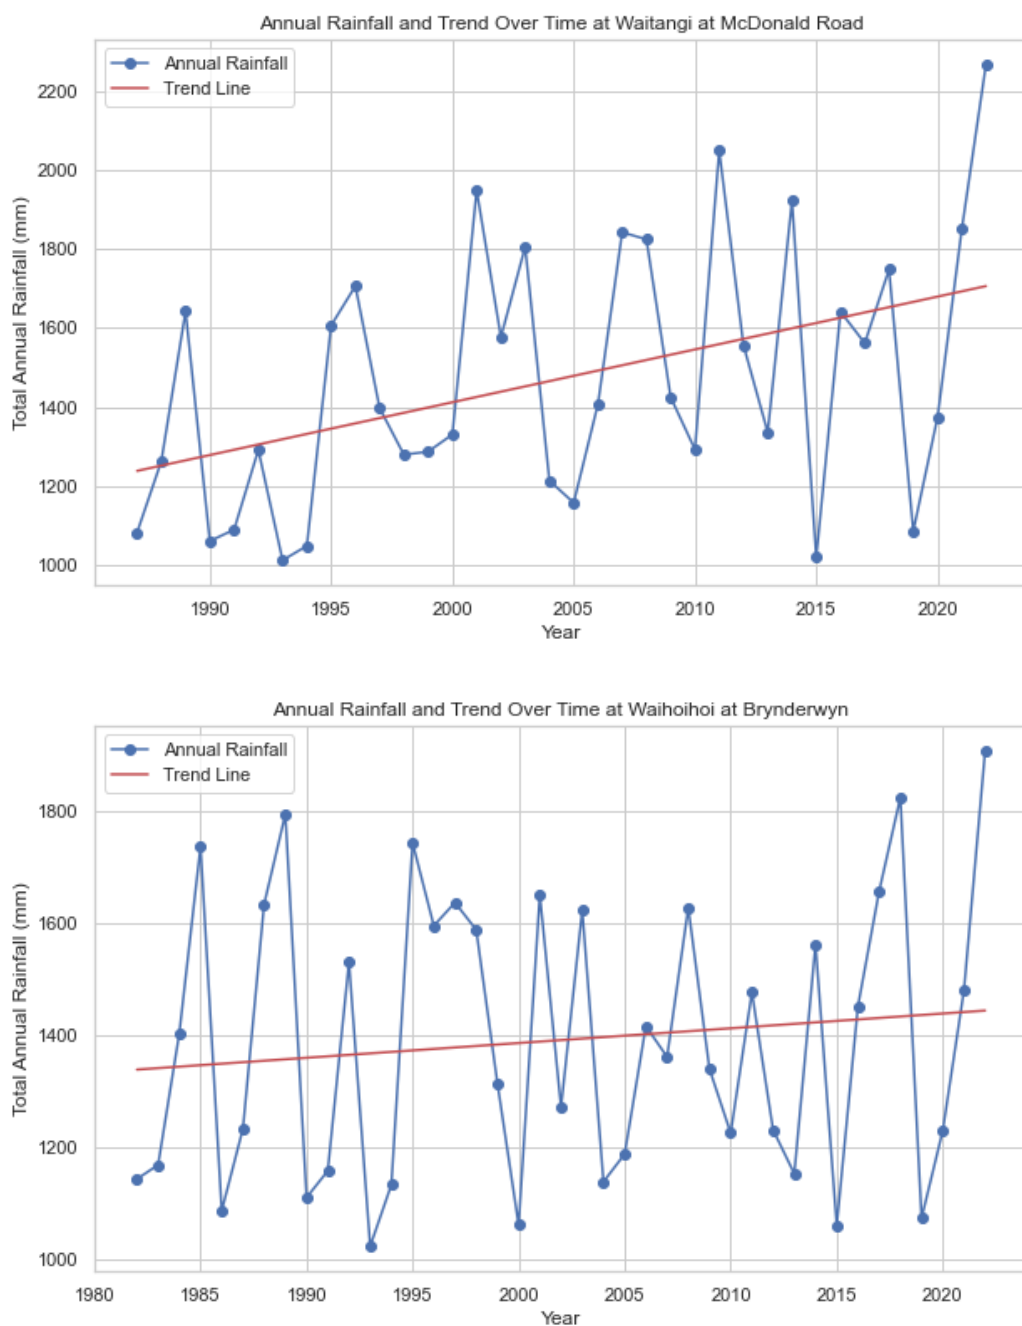 Annual Rainfall and Trend Over Time at Waitangi at McDonald Road
Annual Rainfall
Trend Line
Total Annual Rainfall (mm)
2200
2000
1800
1600
1400
1200
1000
1990 1995 2000 2005 2010 2015 2020
Year
Annual Rainfall and Trend Over Time at Waihoihoi at Brynderwyn
Annual Rainfall
Trend Line
Total Annual Rainfall (mm)
1800
1600
1400
1200
1000
1980 1985 1990 1995 2000 2005 2010 2015 2020
Year